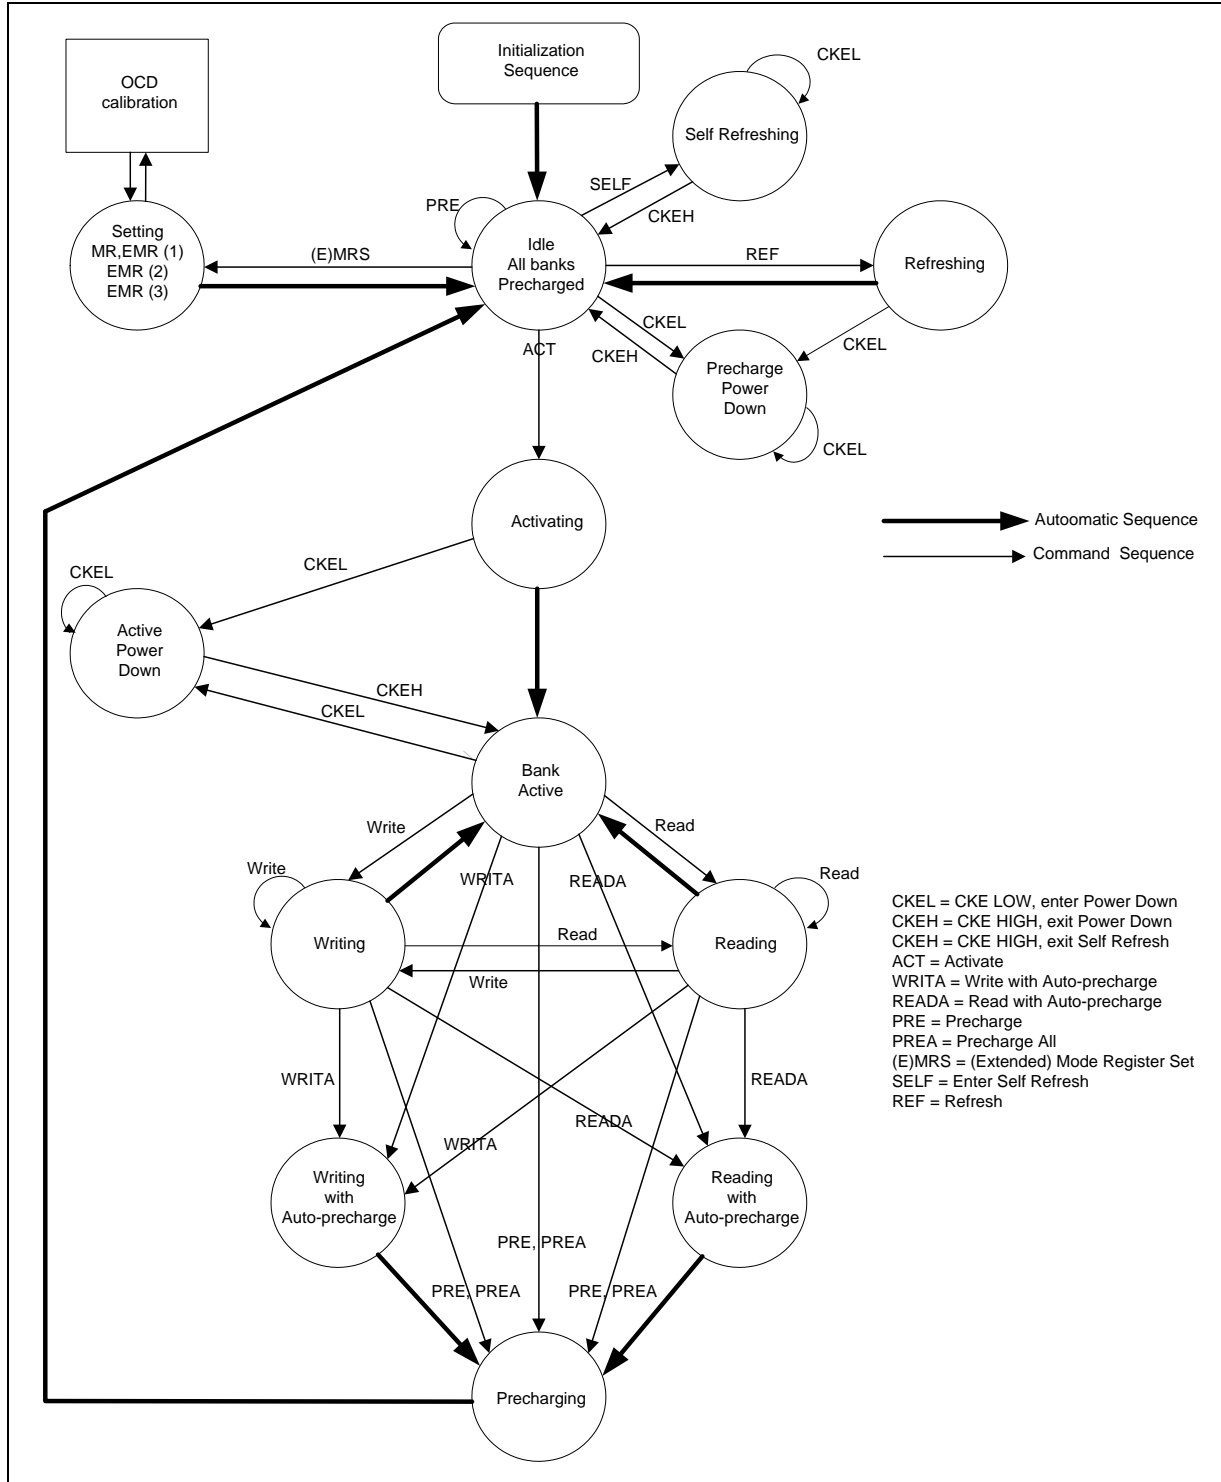 Initialization
Sequence
OCD
calibration
CKEL
Self Refreshing
SELF
CKEH
PRE
Setting
MR,EMR (1)
EMR (2)
EMR (3)
(E)MRS
Idle
All banks
Precharged
REF
Refreshing
CKEL
CKEH
CKEL
ACT
Precharge
Power
Down
CKEL
Activating
Autoomatic Sequence
Command Sequence
CKEL
CKEL
Active
Power
Down
CKEH
CKEL
Bank
Active
Write
Read
Write
WRITA
READA
Read
Writing
Read
Reading
Write
CKEL = CKE LOW, enter Power Down
CKEH = CKE HIGH, exit Power Down
CKEH = CKE HIGH, exit Self Refresh
ACT = Activate
WRITA = Write with Auto-precharge
READA = Read with Auto-precharge
PRE = Precharge
PREA = Precharge All
(E)MRS = (Extended) Mode Register Set
SELF = Enter Self Refresh
REF = Refresh
WRITA
READA
READA
WRITA
Writing
with
Auto-precharge
Reading
with
Auto-precharge
PRE, PREA
PRE, PREA
PRE, PREA
Precharging